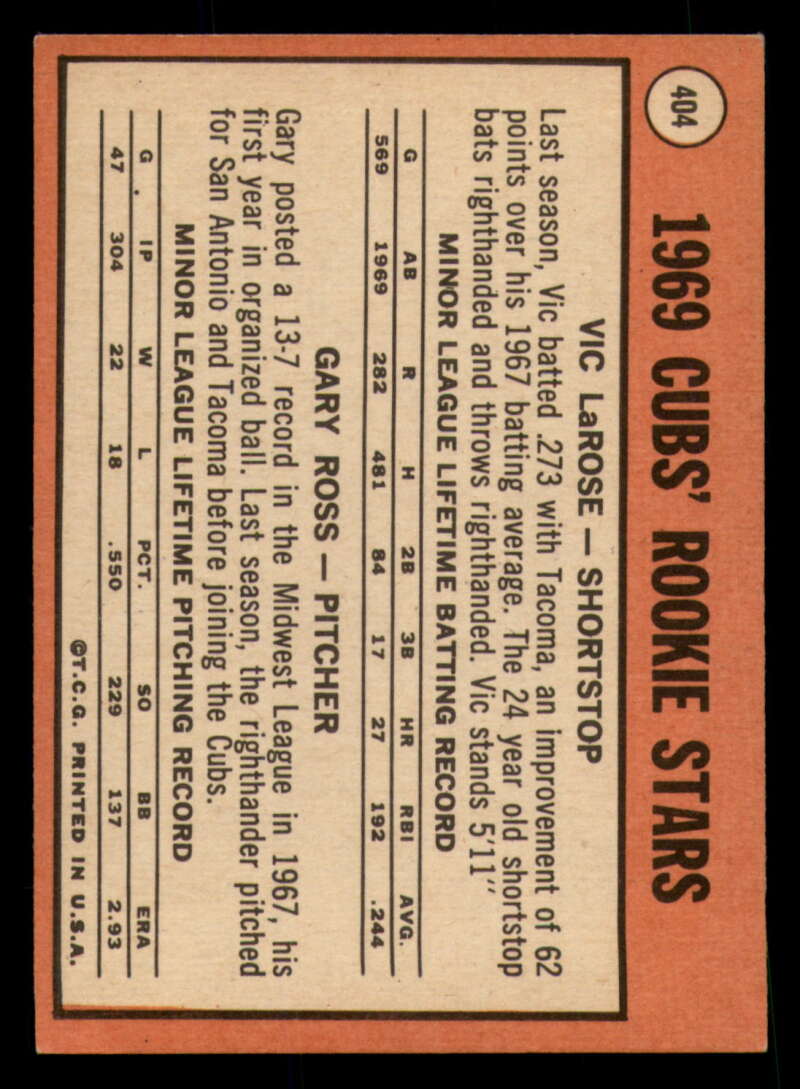 404
1969 CUBS' ROOKIE STARS
VIC LaROSE — SHORTSTOP
Last season, Vic batted .273 with Tacoma, an improvement of 62
points over his 1967 batting average. The 24 year old shortstop
bats righthanded and throws righthanded. Vic stands 5'11"
MINOR LEAGUE LIFETIME BATTING RECORD
G AB R H 2B 3B HR RBI AVG.
569 1969 282 481 84 17 27 192 .244
GARY ROSS — PITCHER
Gary posted a 13-7 record in the Midwest League in 1967, his
first year in organized ball. Last season, the righthander pitched
for San Antonio and Tacoma before joining the Cubs.
MINOR LEAGUE LIFETIME PITCHING RECORD
G IP W L PCT. SO BB ERA
47 304 22 18 .550 229 137 2.93
©T.C.G. PRINTED IN U.S.A.